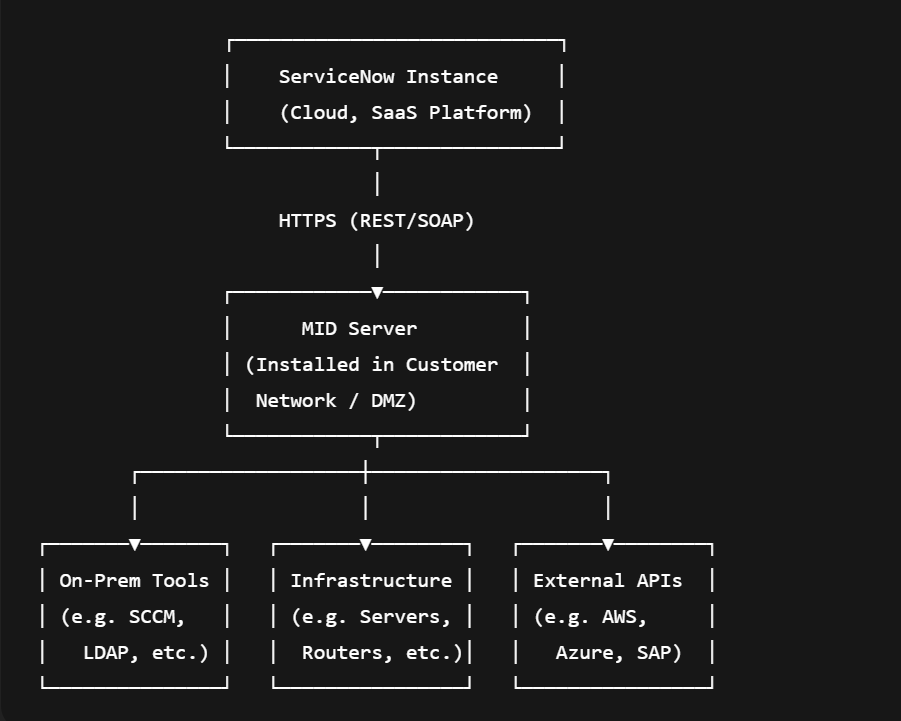 ServiceNow Instance
(Cloud, SaaS Platform)
HTTPS (REST/SOAP)
MID Server
(Installed in Customer
Network / DMZ)
On-Prem Tools
(e.g. SCCM,
LDAP, etc.)
Infrastructure
(e.g. Servers,
Routers, etc.)
External APIs
(e.g. AWS,
Azure, SAP)